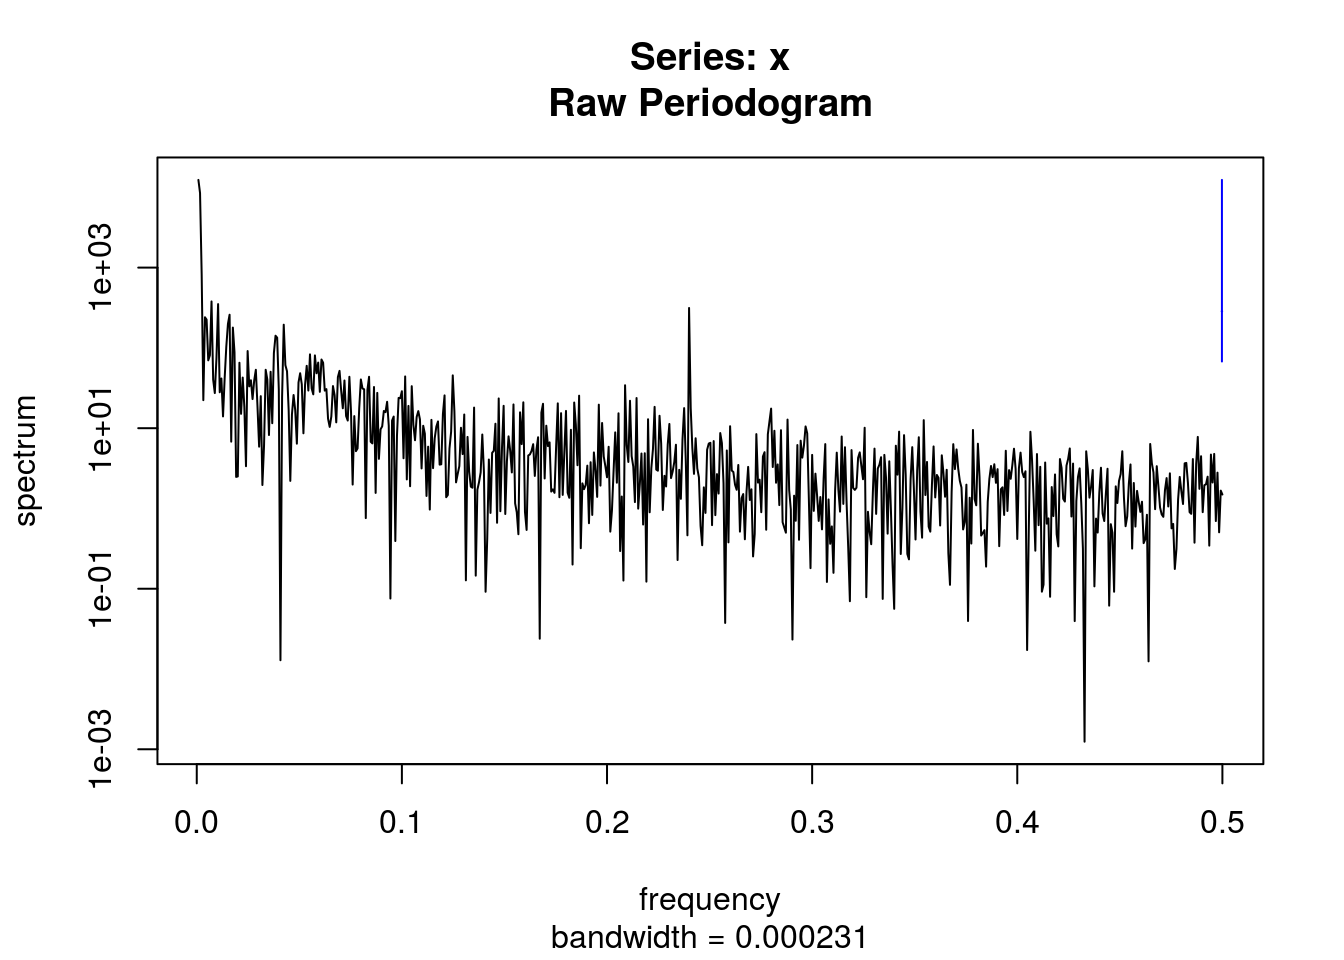 Series: x
Raw Periodogram
spectrum
1e+03
1e+01
1e-01
1e-03
0.0 0.1 0.2 0.3 0.4 0.5
frequency
bandwidth = 0.000231